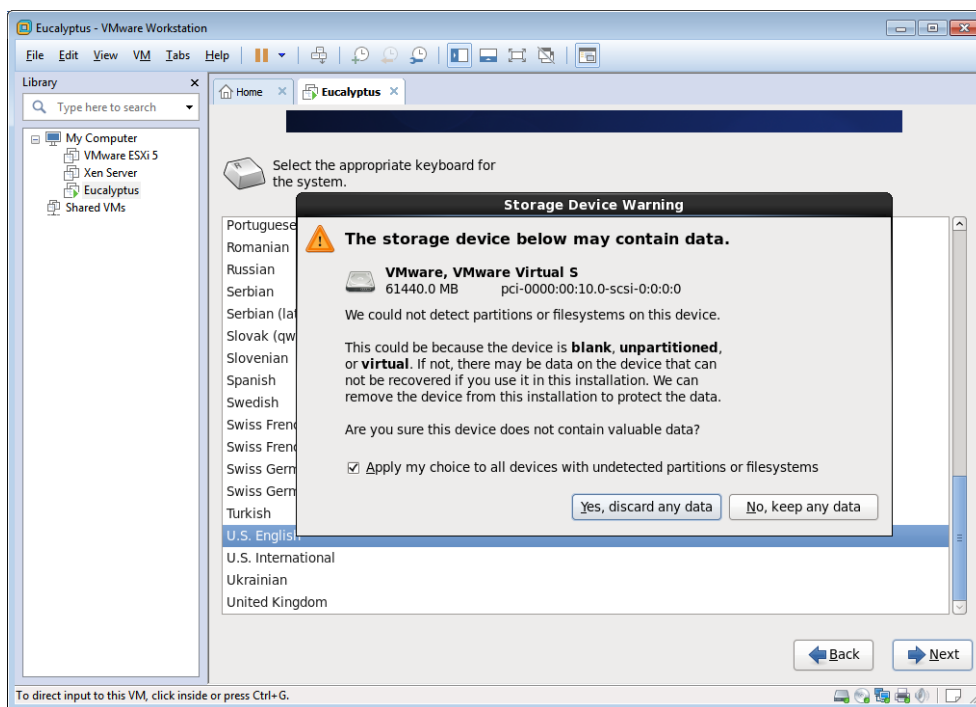 Eucalyptus - VMware Workstation
File Edit View VM Tabs Help
Library
Type here to search
My Computer
VMware ESXi 5
Xen Server
Eucalyptus
Shared VMs
Home
Eucalyptus
Select the appropriate keyboard for
the system.
Portuguese
Romanian
Russian
Serbian
Serbian (lat
Slovak (qw
Slovenian
Spanish
Swedish
Swiss Frenc
Swiss Frenc
Swiss Germ
Swiss Germ
Turkish
U.S. English
U.S. International
Ukrainian
United Kingdom
Storage Device Warning
The storage device below may contain data.
VMware, VMware Virtual S
61440.0 MB pci-0000:00:10.0-scsi-0:0:0:0
We could not detect partitions or filesystems on this device.
This could be because the device is blank, unpartitioned,
or virtual. If not, there may be data on the device that can
not be recovered if you use it in this installation. We can
remove the device from this installation to protect the data.
Are you sure this device does not contain valuable data?
Apply my choice to all devices with undetected partitions or filesystems
Yes, discard any data
No, keep any data
Back
Next
To direct input to this VM, click inside or press Ctrl+G.